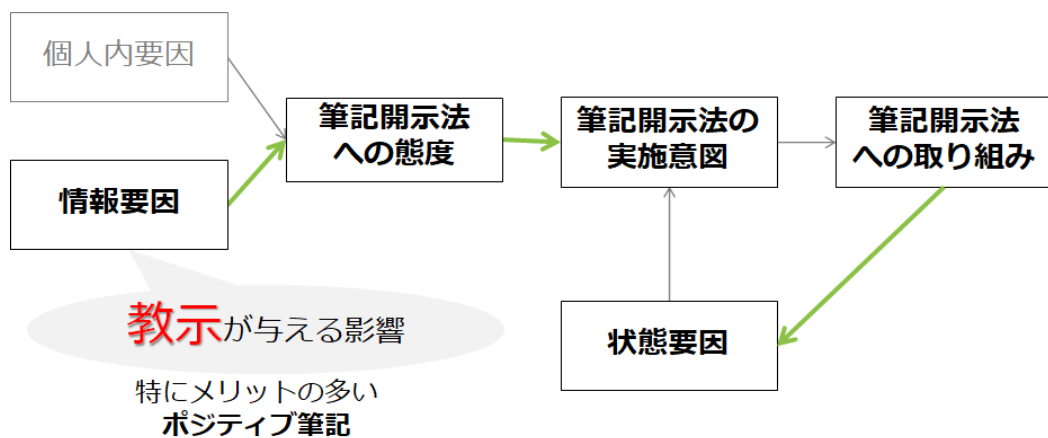 個人内要因
情報要因
筆記開示法
への態度
筆記開示法の
実施意図
筆記開示法
への取り組み
状態要因
教示が与える影響
特にメリットの多い
ポジティブ筆記